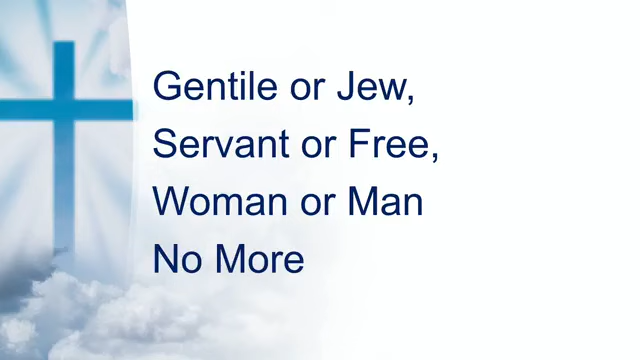 Gentile or Jew,
Servant or Free,
Woman or Man
No More